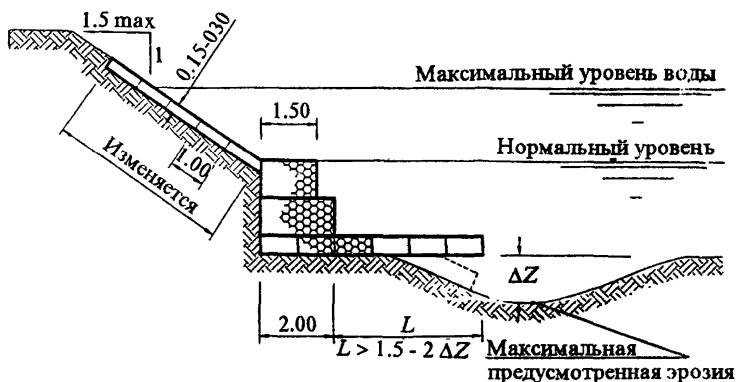 1.5 max
1
0.15-030
Максимальный уровень воды
1.50
Нормальный уровень
Изменяется
1.00
ΔZ
2.00
L
L > 1.5 - 2 ΔZ
Максимальная
предусмотренная эрозия